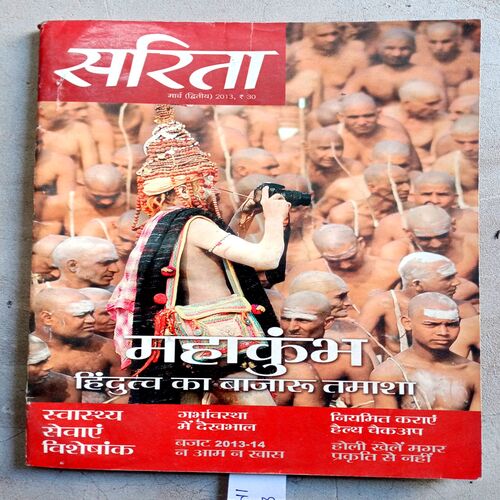 सरिता
मार्च (द्वितीय) 2013, ₹ 30
महाकुंभ
हिंदुत्व का बाजारू तमाशा
स्वास्थ्य
सेवाएं
विशेषांक
गर्भावस्था
में देखभाल
बजट 2013-14
न आम न खास
नियमित कराएं
हैल्थ चैकअप
होली खेलें मगर
प्रकृति से नहीं